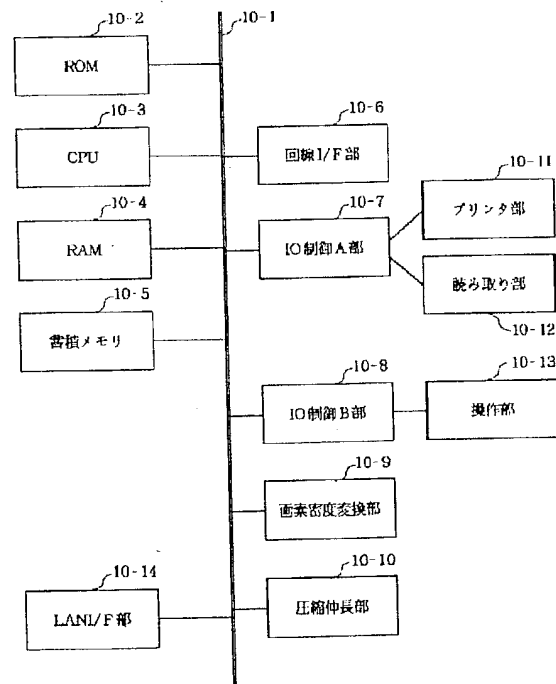 10-1
10-2
ROM
10-3
CPU
10-6
回線I/F部
10-4
RAM
10-7
IO制御A部
10-11
プリンタ部
読み取り部
10-12
10-5
蓄積メモリ
10-8
IO制御B部
10-13
操作部
10-9
画素密度変換部
10-10
圧縮伸長部
10-14
LANI/F部